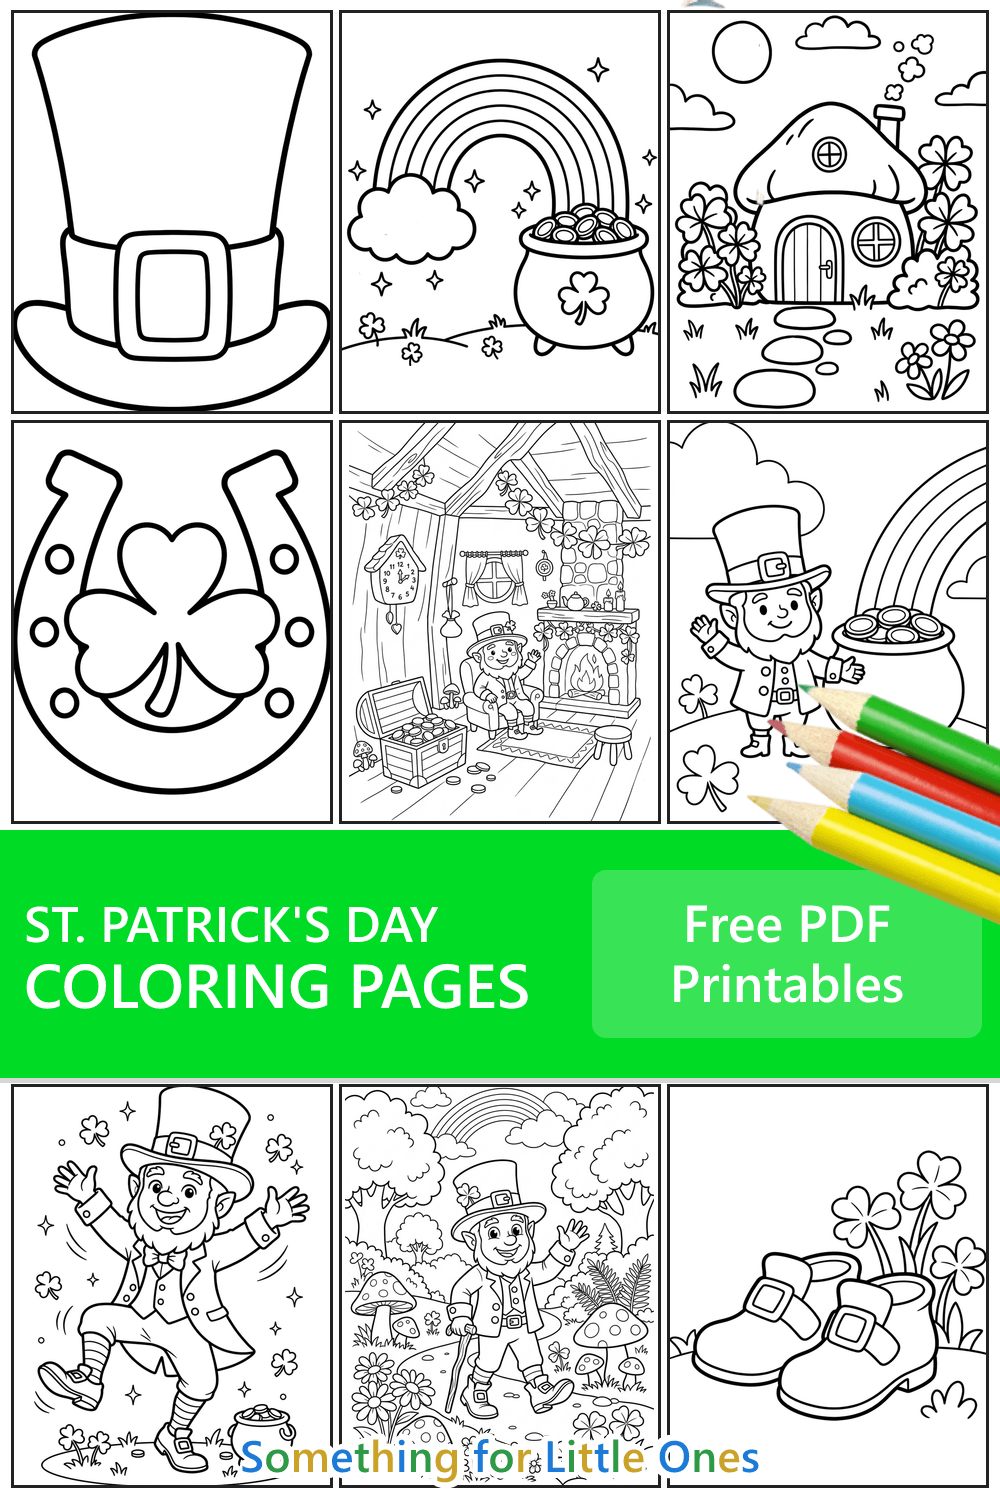 ST. PATRICK'S DAY
COLORING PAGES
Free PDF
Printables
Something for Little Ones